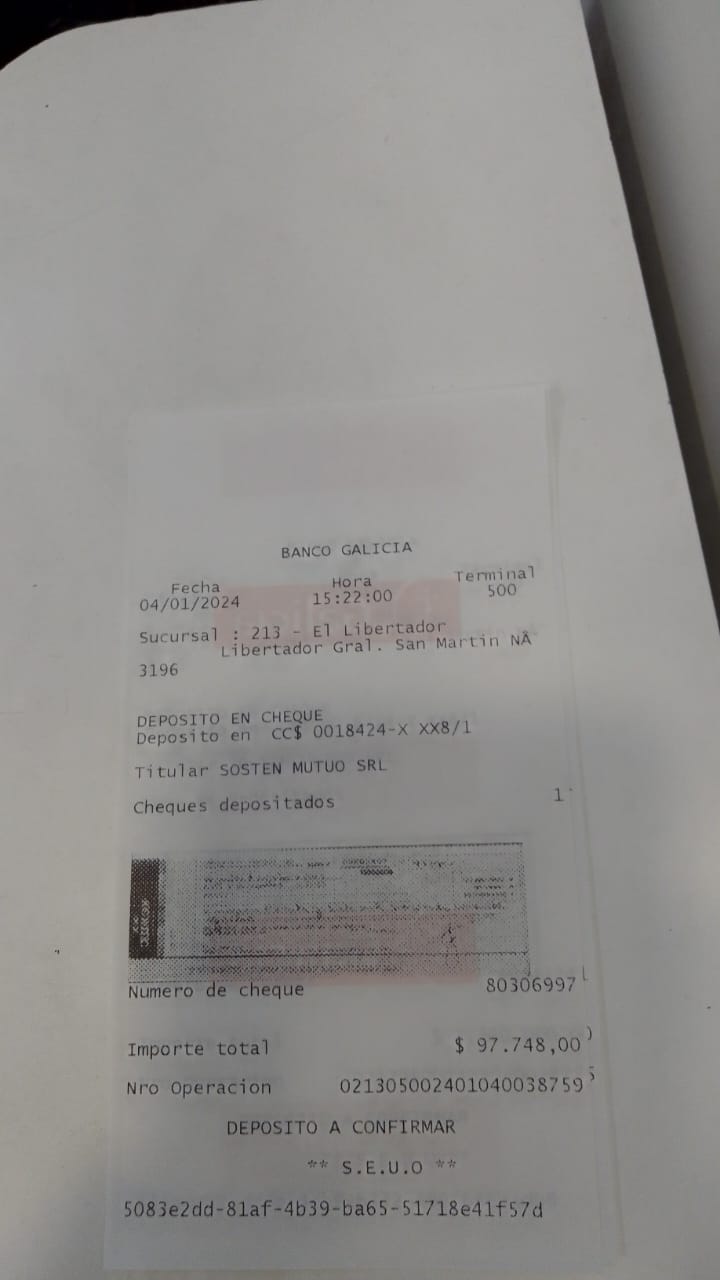 BANCO GALICIA
Fecha Hora Terminal
04/01/2024 15:22:00 500
Sucursal : 213 - El Libertador
Libertador Gral. San Martin NÂ
3196
DEPOSITO EN CHEQUE
Deposito en CC$ 0018424-X XX8/1
Titular SOSTEN MUTUO SRL
Cheques depositados 1
Numero de cheque 80306997
Importe total $ 97.748,00
Nro Operacion 021305002401040038759
DEPOSITO A CONFIRMAR
** S.E.U.O **
5083e2dd-81af-4b39-ba65-51718e41f57d